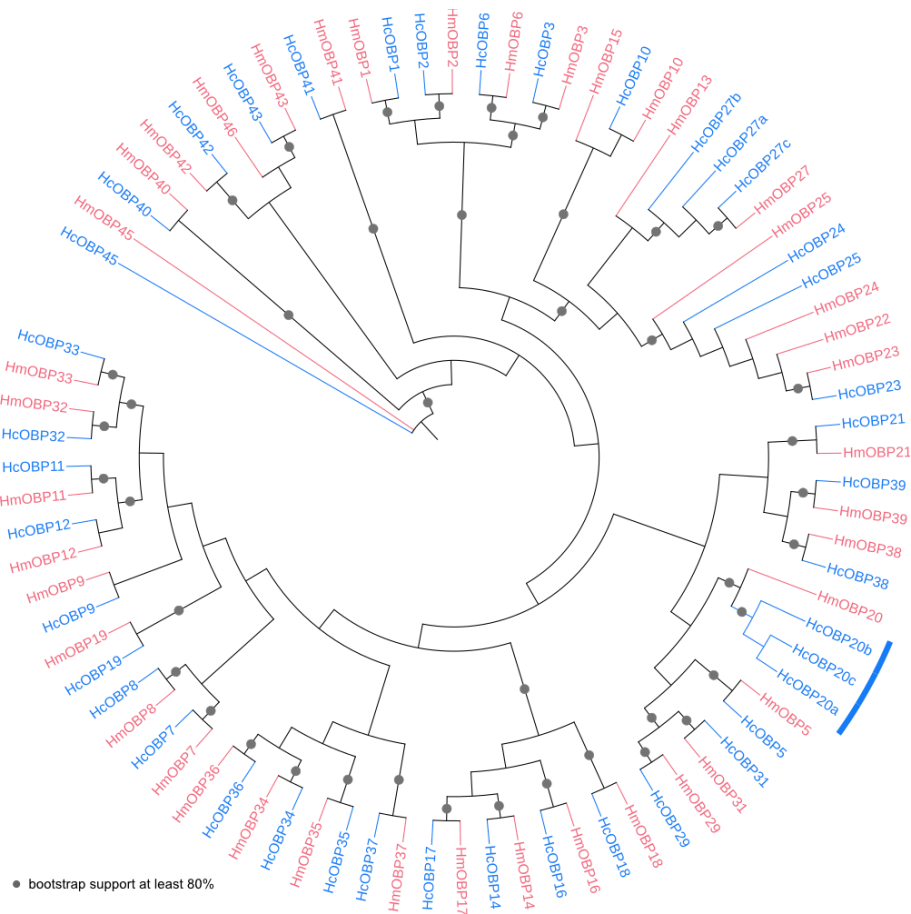 HcOBP45
HmOBP45
HcOBP40
HmOBP40
HmOBP42
HcOBP42
HmOBP46
HcOBP43
HmOBP43
HcOBP41
HmOBP41
HmOBP1
HcOBP1
HcOBP2
HmOBP2
HcOBP6
HmOBP6
HcOBP3
HmOBP3
HmOBP15
HcOBP10
HmOBP10
HmOBP13
HcOBP27b
HcOBP27a
HcOBP27c
HmOBP27
HmOBP25
HcOBP24
HcOBP25
HmOBP24
HmOBP22
HmOBP23
HcOBP23
HcOBP21
HmOBP21
HcOBP39
HmOBP39
HmOBP38
HcOBP38
HmOBP20
HcOBP20b
HcOBP20c
HcOBP20a
HmOBP5
HcOBP5
HcOBP31
HmOBP31
HmOBP29
HcOBP29
HmOBP18
HcOBP18
HmOBP16
HcOBP16
HmOBP14
HcOBP14
HmOBP17
HcOBP17
HmOBP37
HcOBP37
HcOBP35
HmOBP35
HcOBP34
HmOBP34
HcOBP36
HmOBP36
HmOBP7
HcOBP7
HmOBP8
HcOBP8
HcOBP19
HmOBP19
HcOBP9
HmOBP9
HmOBP12
HcOBP12
HmOBP11
HcOBP11
HcOBP32
HmOBP32
HmOBP33
HcOBP33
bootstrap support at least 80%